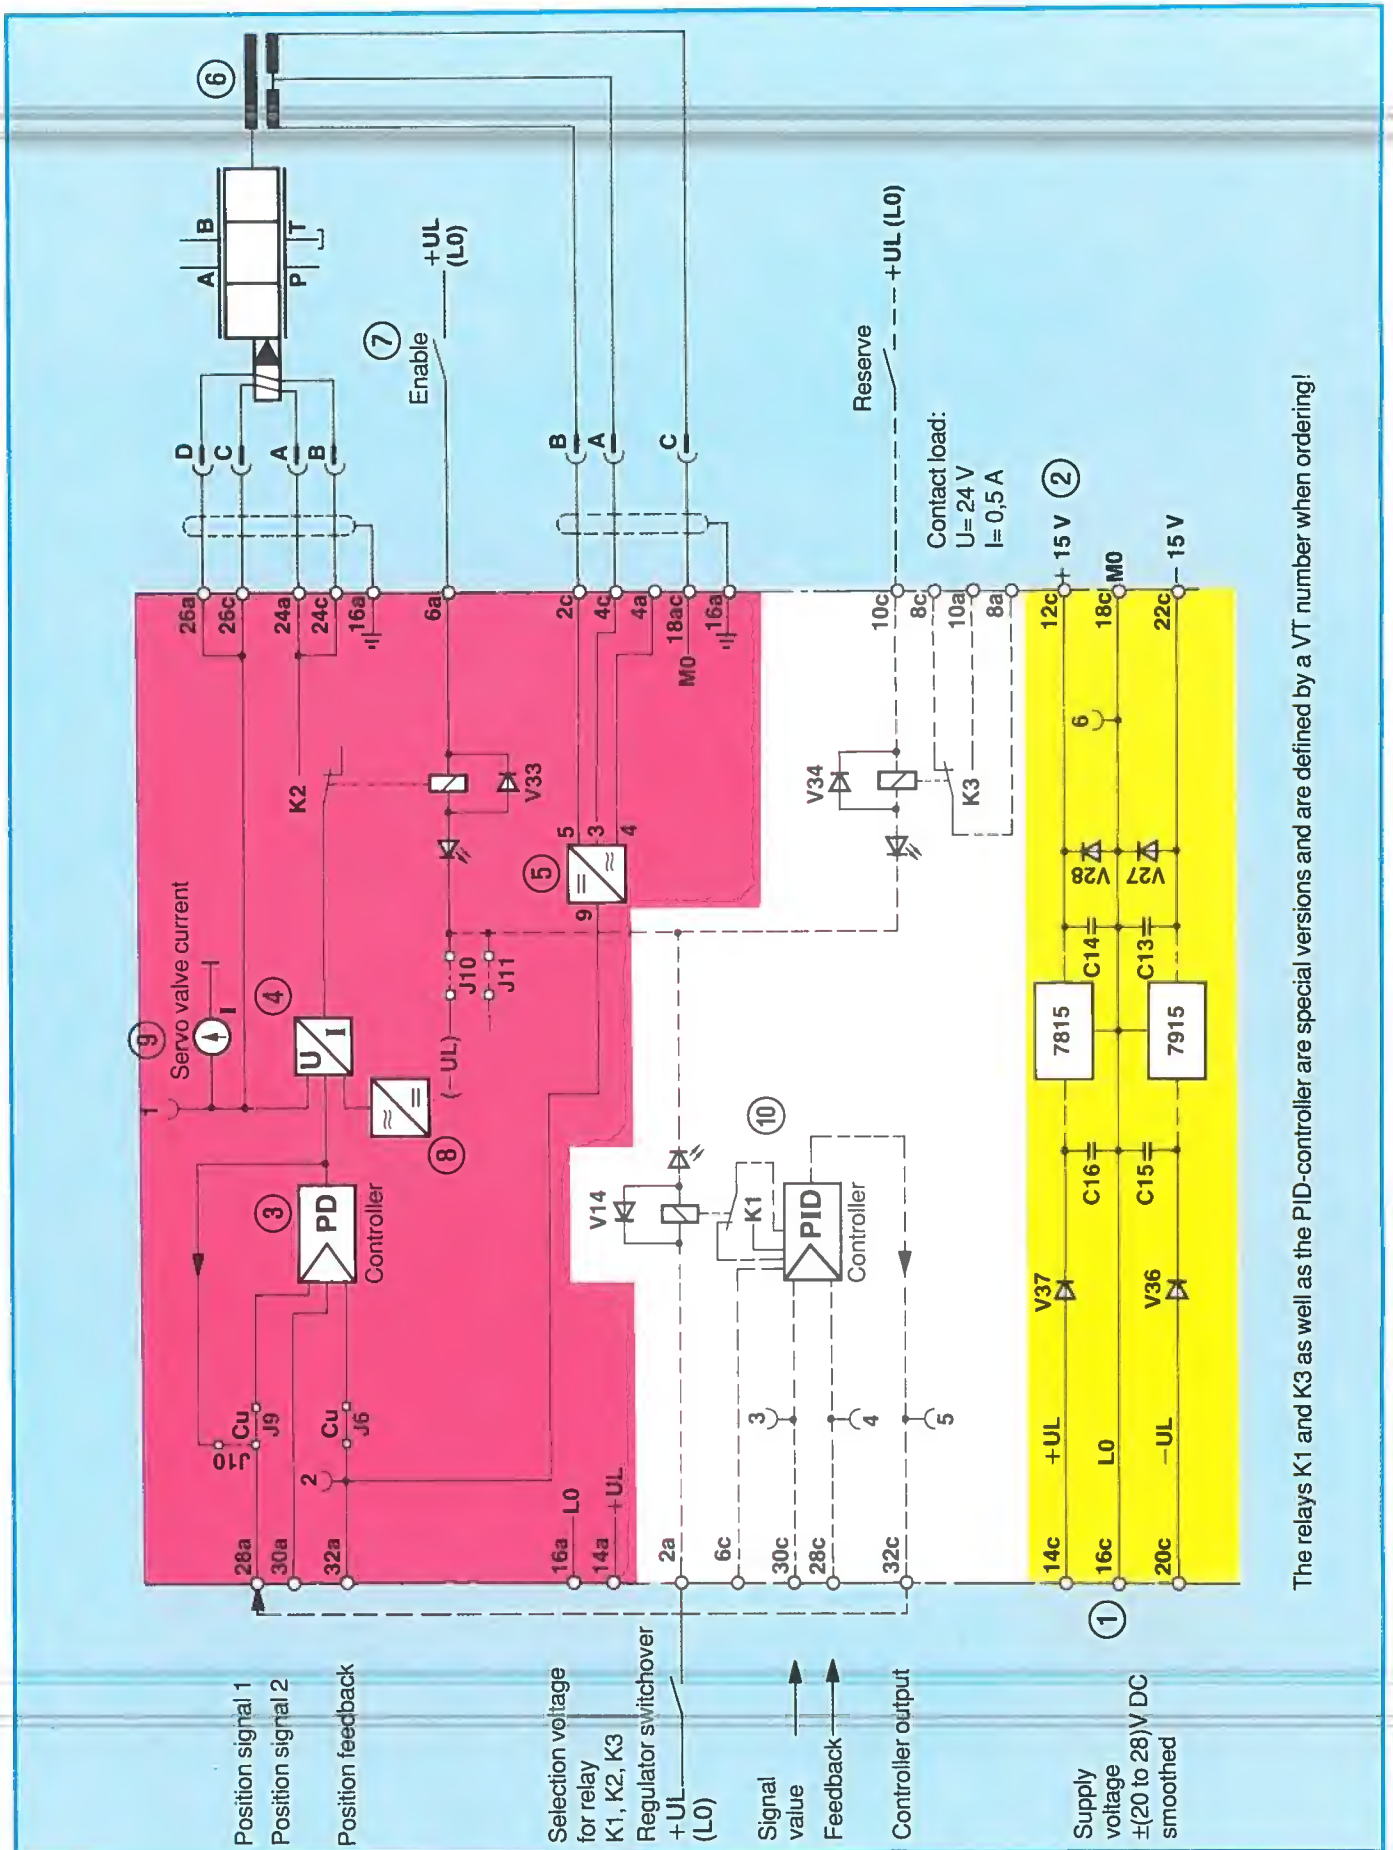 Position signal 1
Position signal 2
Position feedback
28a
30a
32a
J10
Cu
J9
2
Cu
J6
3
PD
Controller
1
9
Servo valve current
I
4
U
I
8
(−UL)
J10
J11
K2
V33
5
9
5
3
4
26a
26c
24a
24c
16a
6a
2c
4c
4a
18ac
M0
16a
D
C
A
B
A
B
P
T
6
7
Enable
+UL
(L0)
B
A
C
Selection voltage
for relay
K1, K2, K3
16a
L0
14a
+UL
Regulator switchover
+UL
(L0)
2a
V14
K1
10
6c
PID
Controller
Signal
value
30c
3
Feedback
28c
4
Controller output
32c
5
V34
K3
10c
8c
10a
8a
Reserve
+UL (L0)
Contact load:
U= 24 V
I= 0,5 A
Supply
voltage
±(20 to 28)V DC
smoothed
1
14c
+UL
16c
L0
20c
−UL
V37
V36
C16
C15
7815
7915
C14
C13
V28
V27
6
12c
+ 15 V
2
18c
M0
22c
− 15 V
The relays K1 and K3 as well as the PID-controller are special versions and are defined by a VT number when ordering!